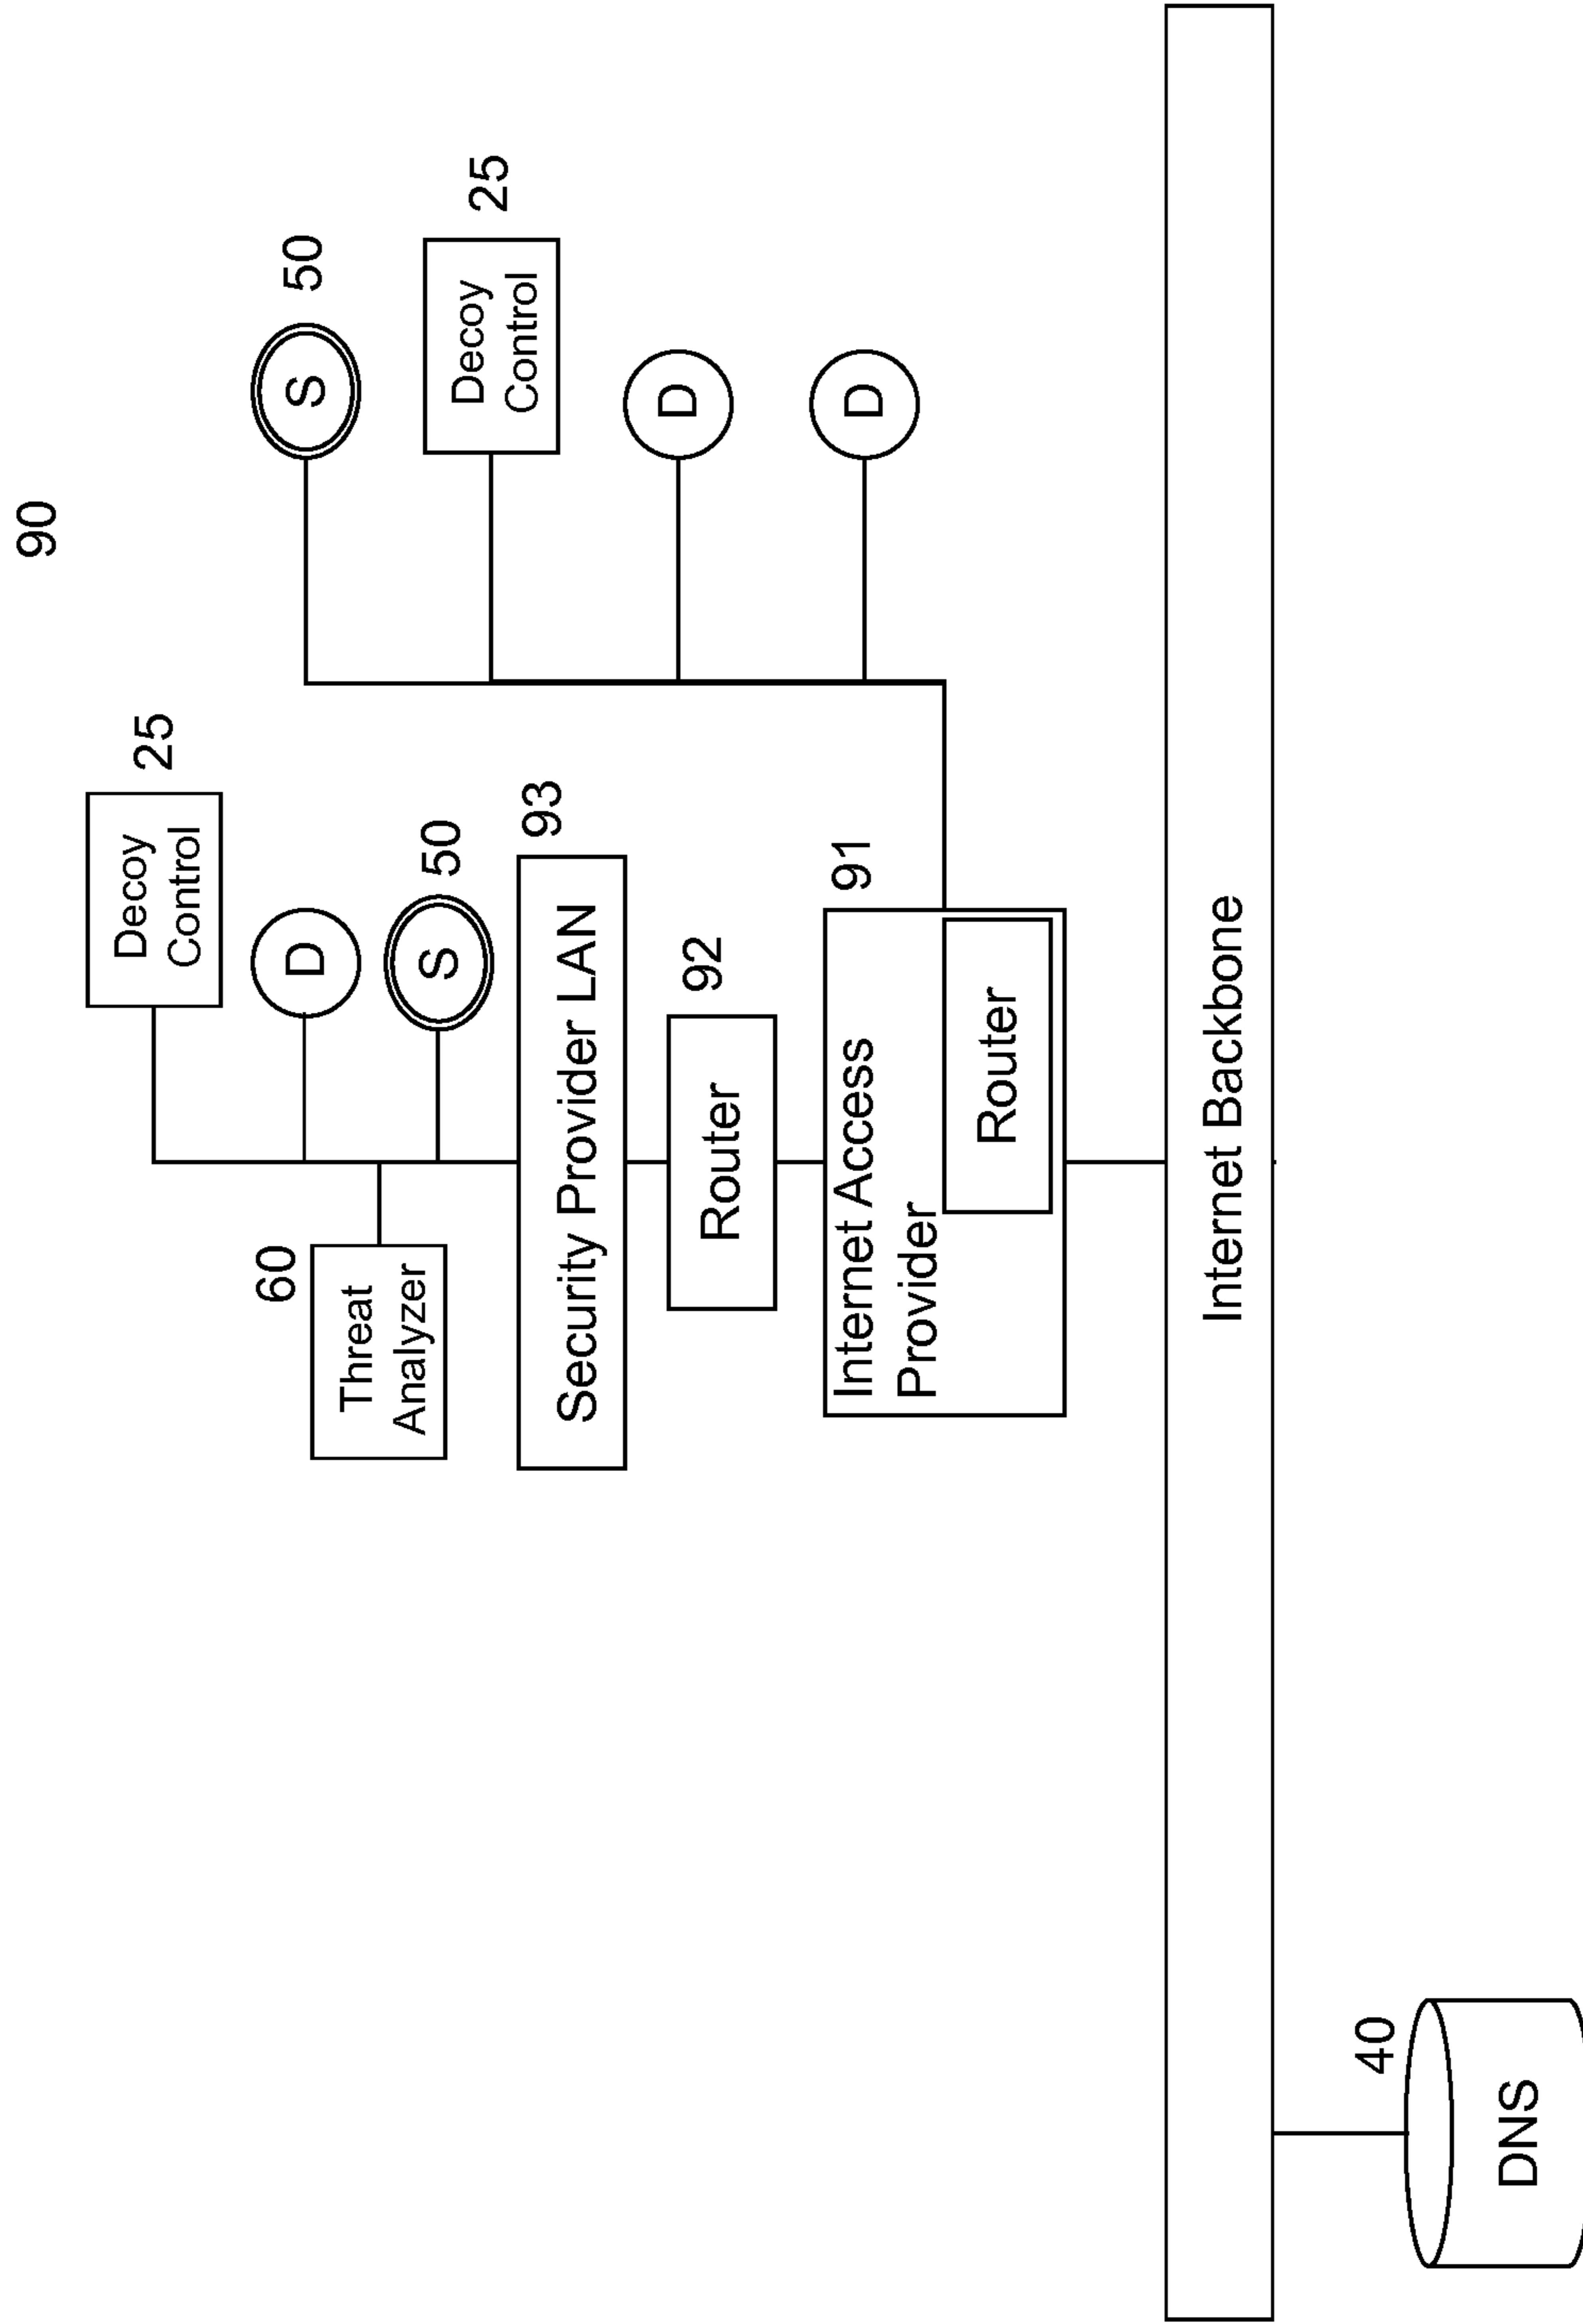 90
Decoy
Control
25
60
D
S
50
Threat
Analyzer
S
50
Decoy
Control
25
Security Provider LAN
93
D
Router
92
Internet Access
Provider
91
D
Router
Internet Backbone
40
DNS